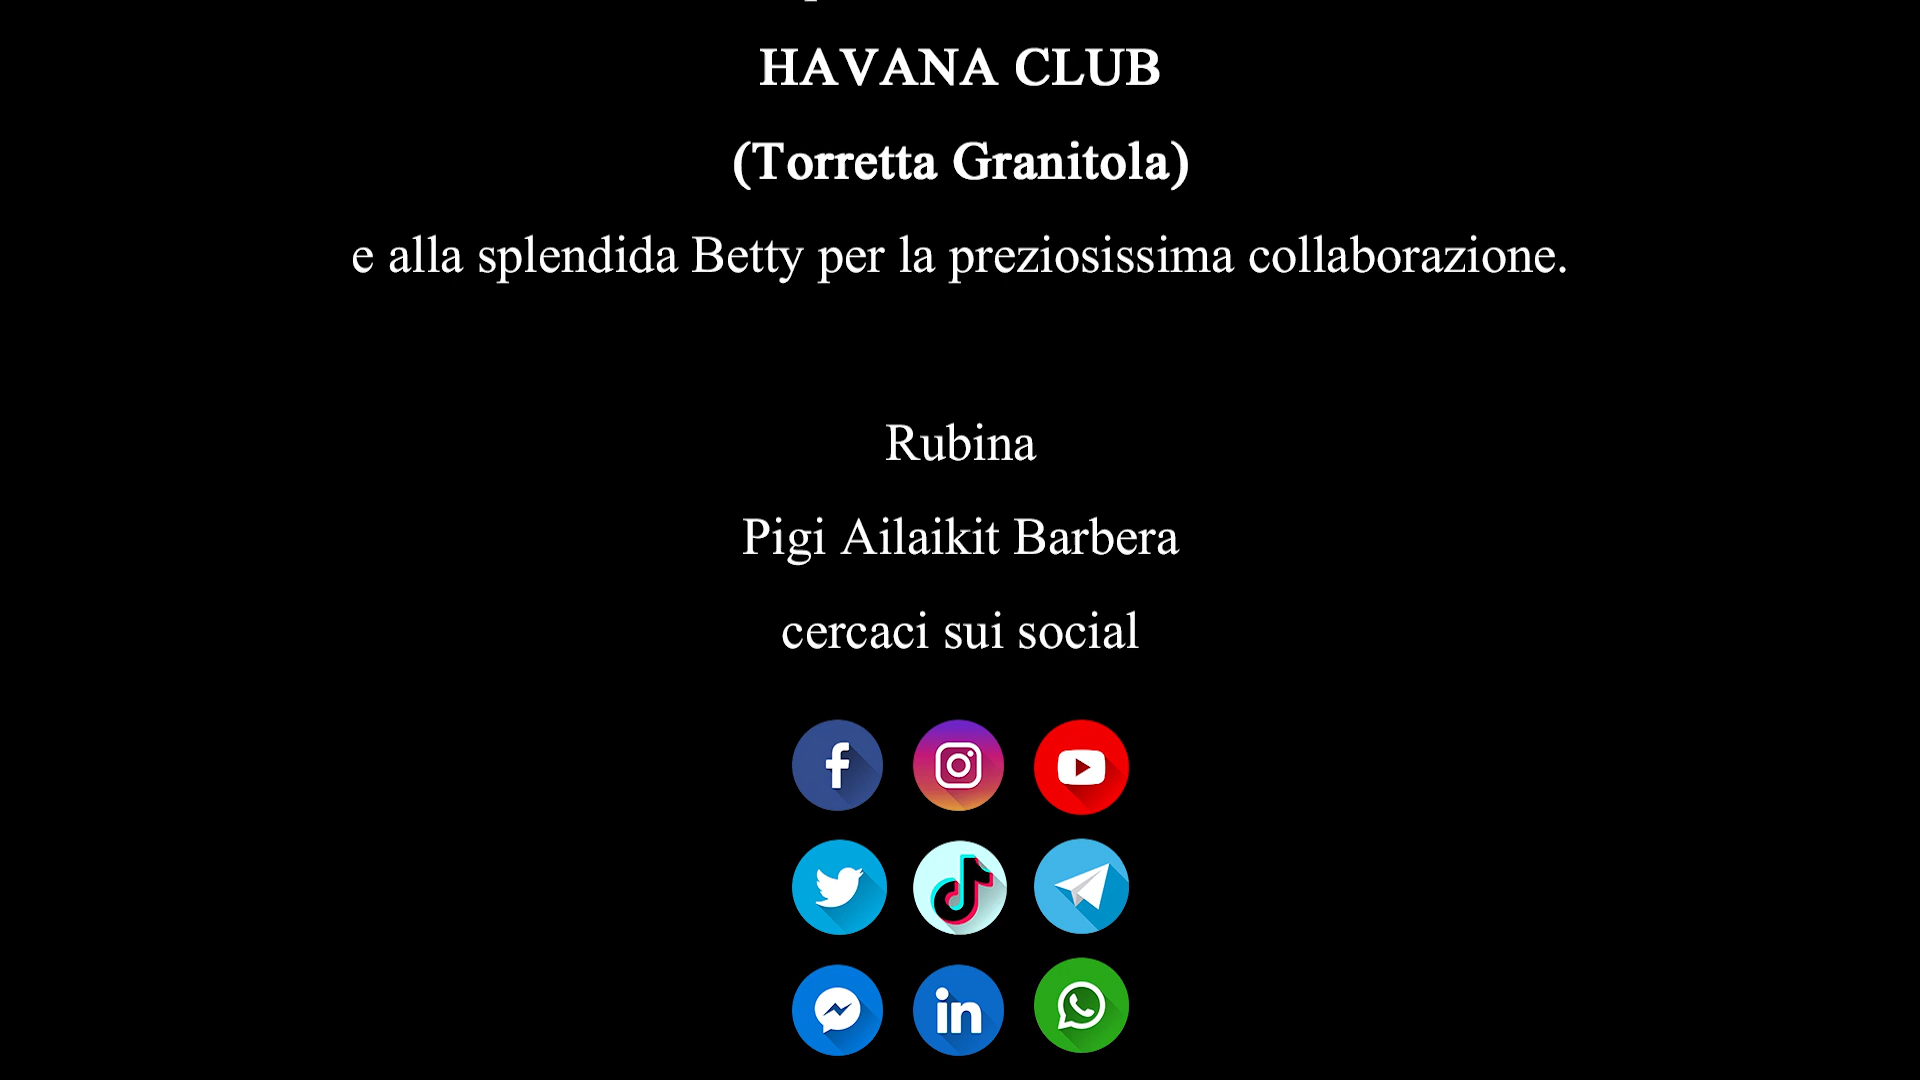 HAVANA CLUB
(Torretta Granitola)
e alla splendida Betty per la preziosissima collaborazione.
Rubina
Pigi Ailaikit Barbera
cercaci sui social